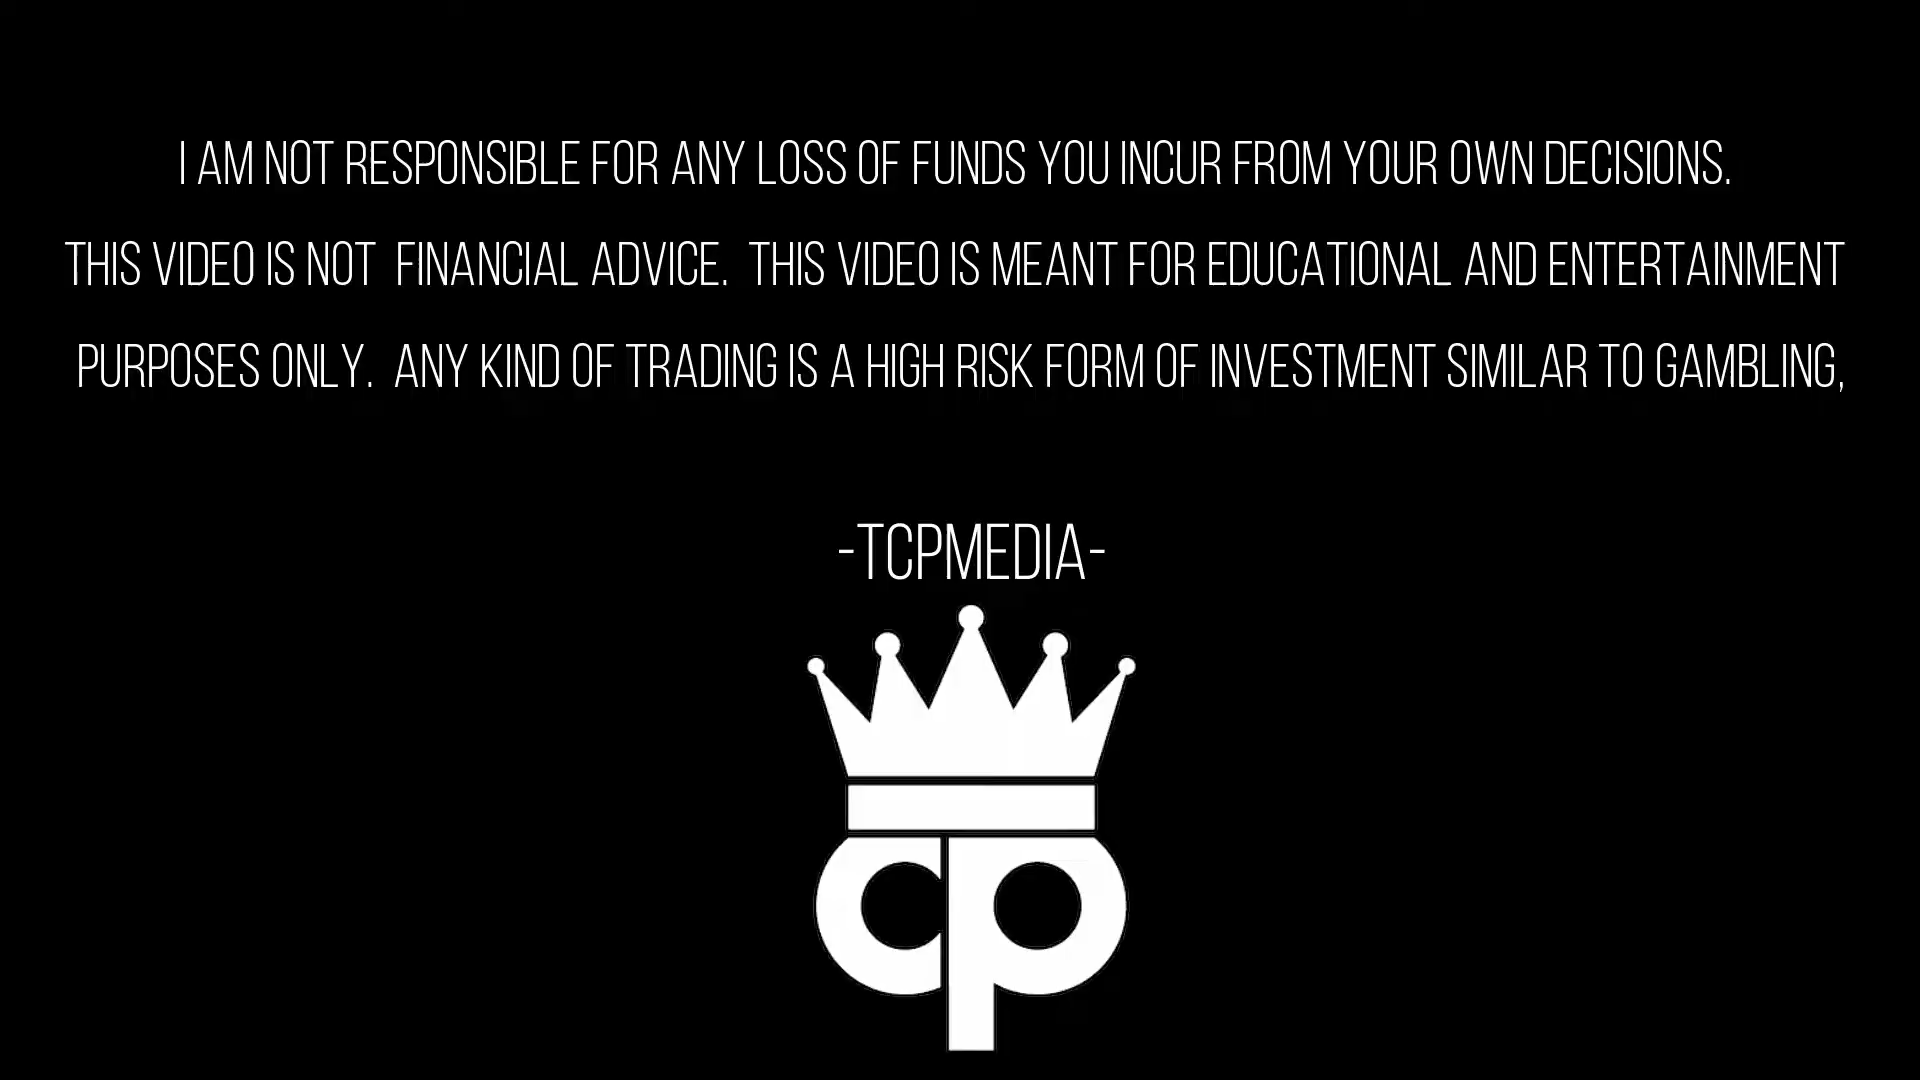 I AM NOT RESPONSIBLE FOR ANY LOSS OF FUNDS YOU INCUR FROM YOUR OWN DECISIONS.
THIS VIDEO IS NOT FINANCIAL ADVICE. THIS VIDEO IS MEANT FOR EDUCATIONAL AND ENTERTAINMENT
PURPOSES ONLY. ANY KIND OF TRADING IS A HIGH RISK FORM OF INVESTMENT SIMILAR TO GAMBLING,
-TCPMEDIA-
cp